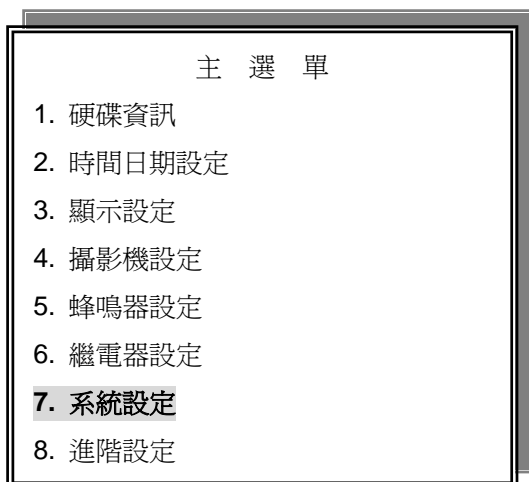 主 選 單
1. 硬碟資訊
2. 時間日期設定
3. 顯示設定
4. 攝影機設定
5. 蜂鳴器設定
6. 繼電器設定
7. 系統設定
8. 進階設定